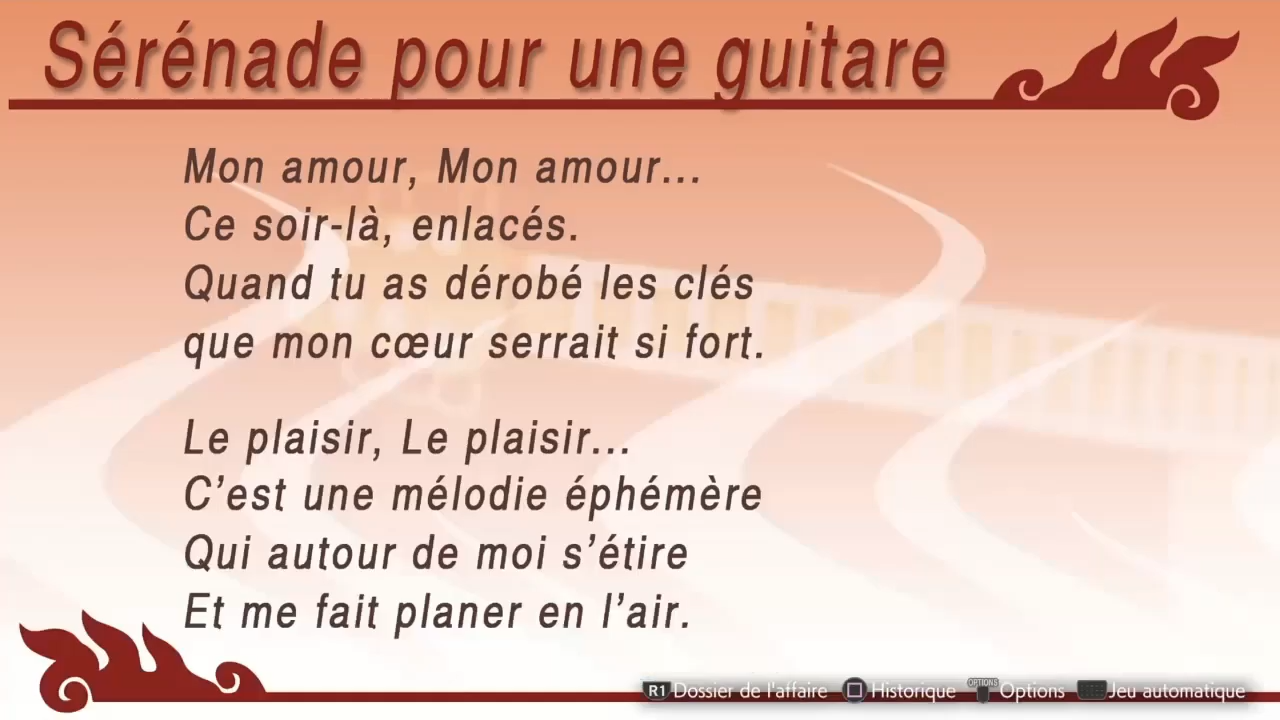 Sérénade pour une guitare
Mon amour, Mon amour...
Ce soir-là, enlacés.
Quand tu as dérobé les clés
que mon cœur serrait si fort.
Le plaisir, Le plaisir...
C’est une mélodie éphémère
Qui autour de moi s’étire
Et me fait planer en l’air.
R1 Dossier de l'affaire Historique OPTIONS Options Jeu automatique